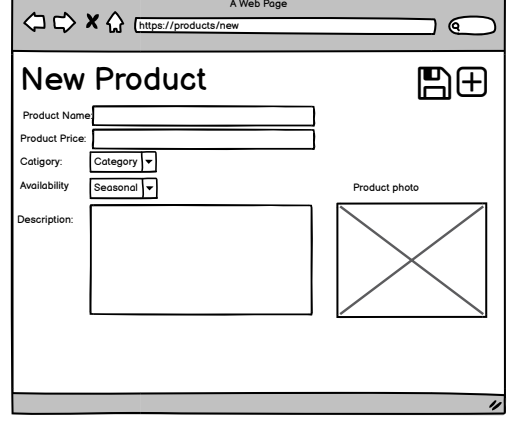 A Web Page
https://products/new
New Product
Product Name:
Product Price:
Catigory: Category
Availability Seasonal
Product photo
Description: